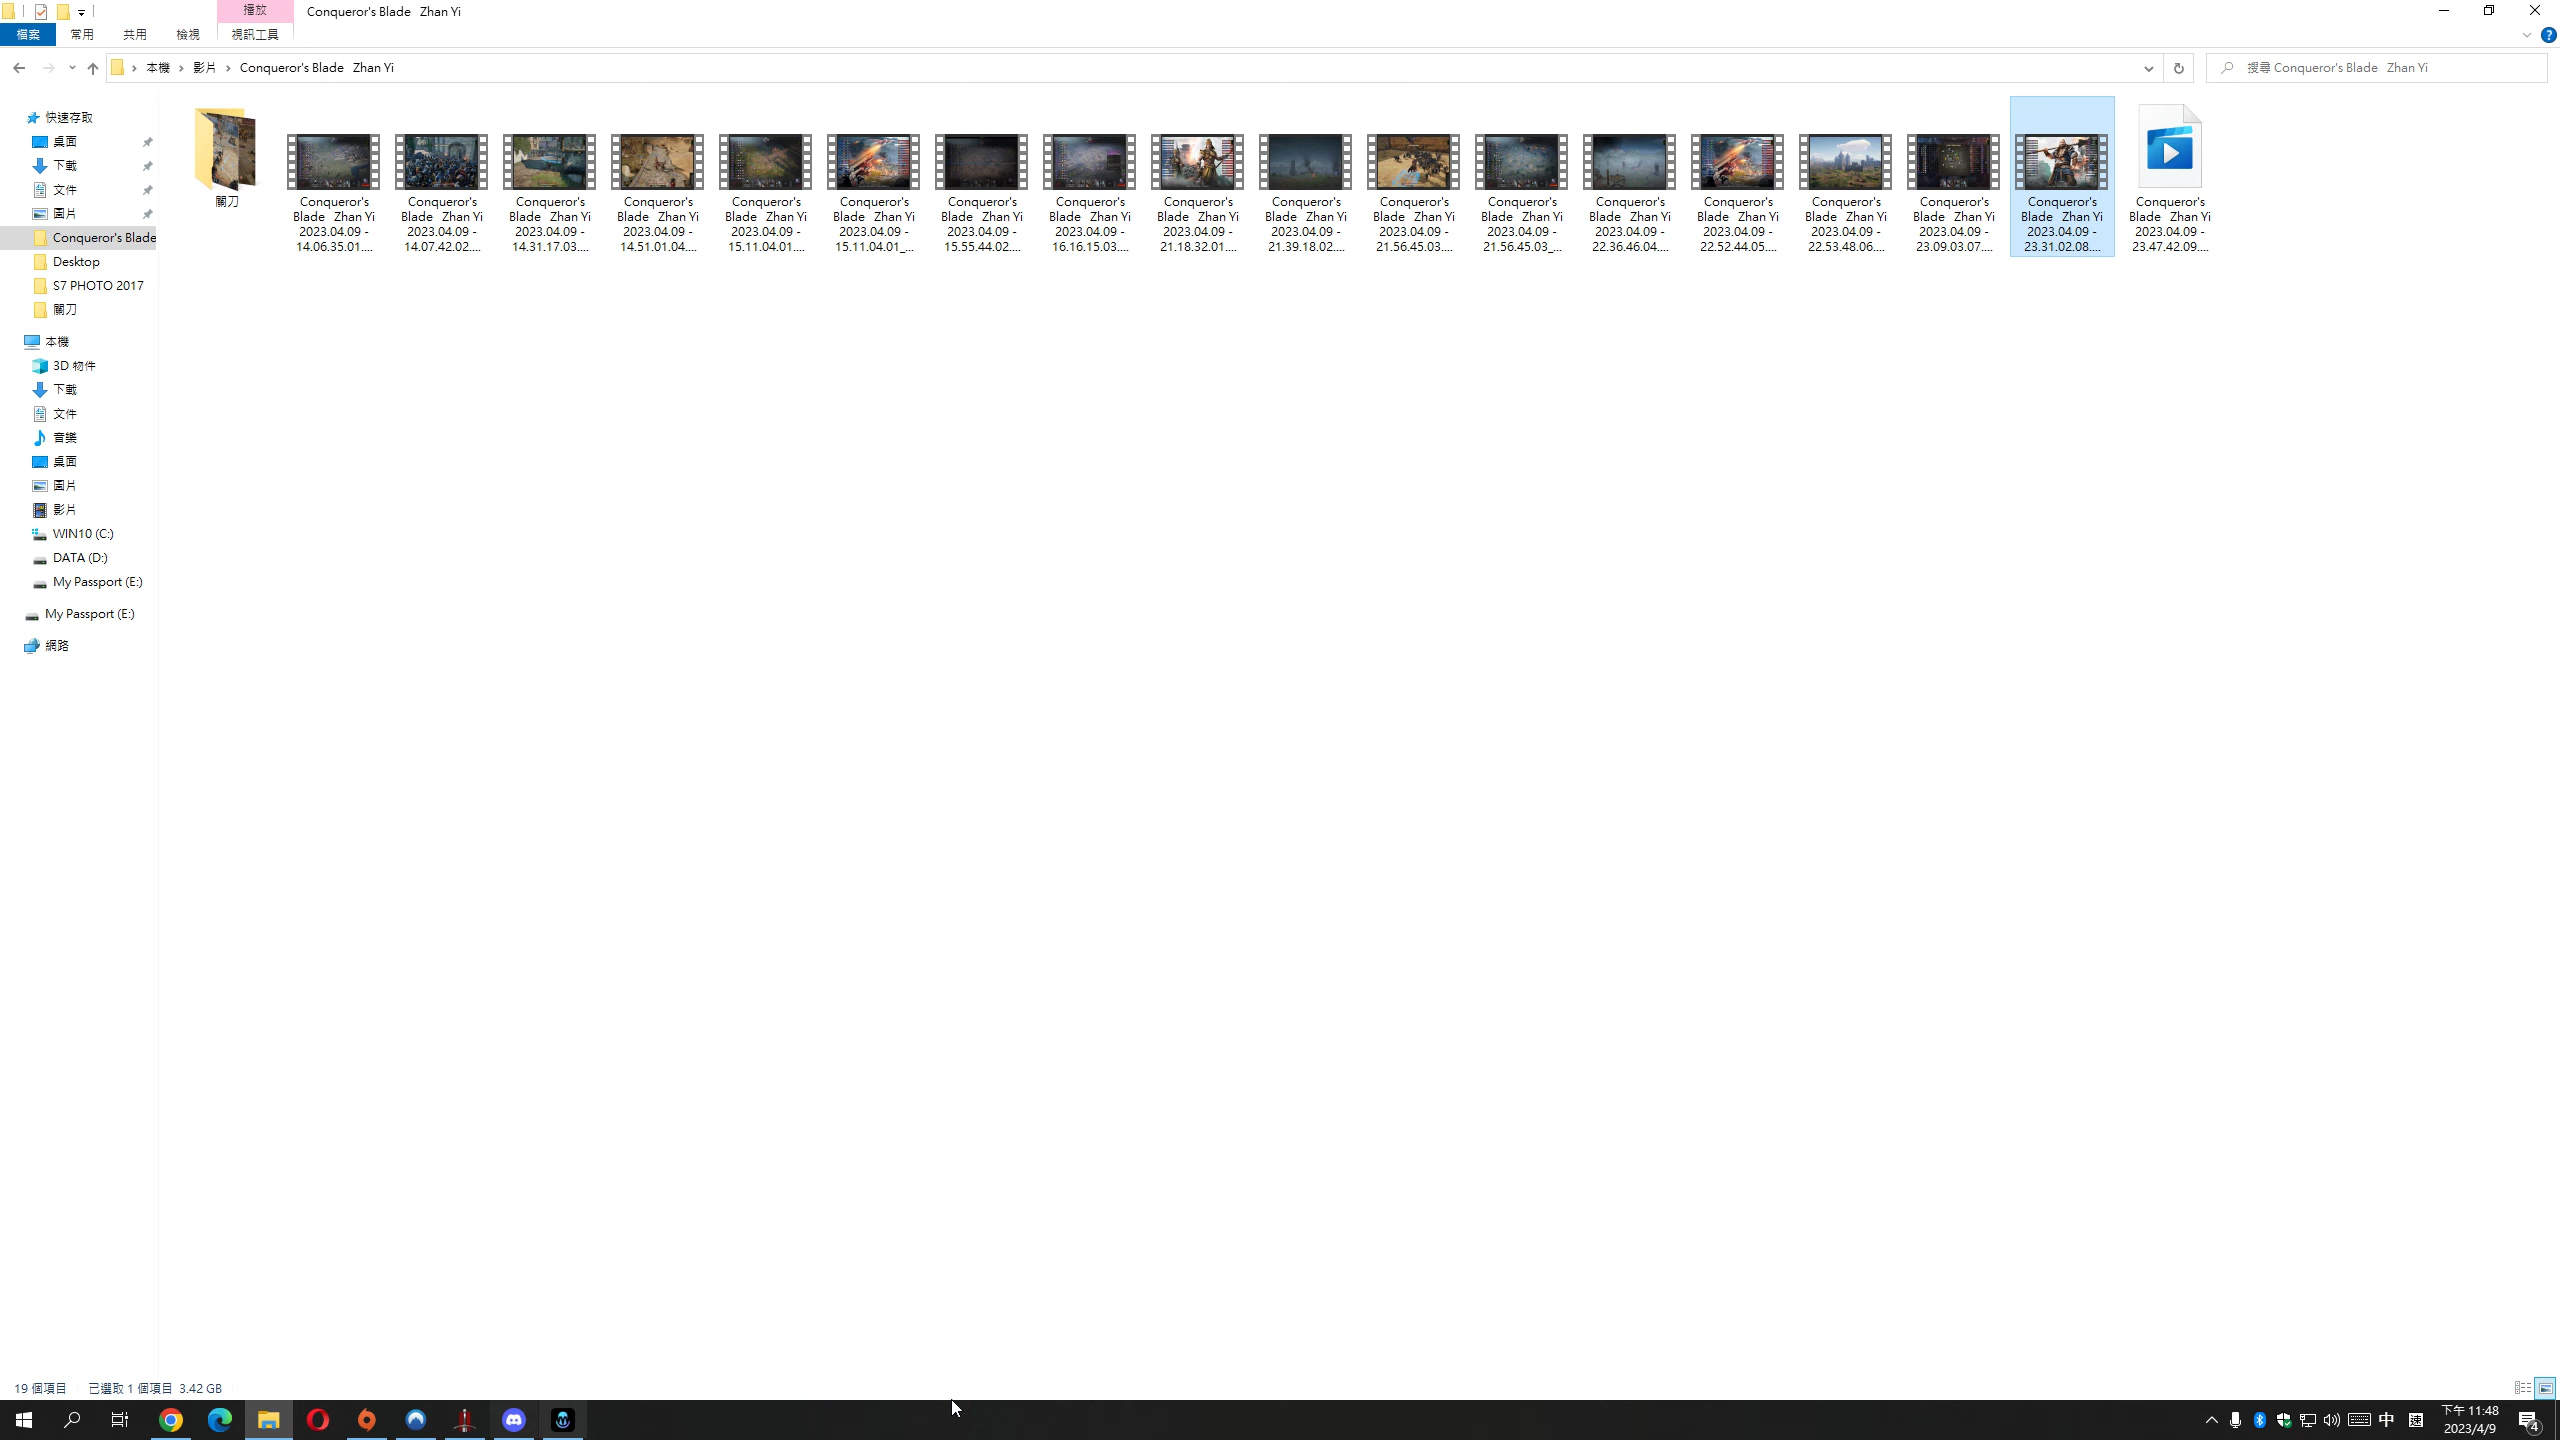 播放
Conqueror's Blade Zhan Yi
檔案 常用 共用 檢視 視訊工具
本機 影片 Conqueror's Blade Zhan Yi
搜尋 Conqueror's Blade Zhan Yi
快速存取
桌面
下載
文件
圖片
Conqueror's Blade
Desktop
S7 PHOTO 2017
關刀
本機
3D 物件
下載
文件
音樂
桌面
圖片
影片
WIN10 (C:)
DATA (D:)
My Passport (E:)
My Passport (E:)
網路
關刀
Conqueror's
Blade Zhan Yi
2023.04.09 -
14.06.35.01....
Conqueror's
Blade Zhan Yi
2023.04.09 -
14.07.42.02....
Conqueror's
Blade Zhan Yi
2023.04.09 -
14.31.17.03....
Conqueror's
Blade Zhan Yi
2023.04.09 -
14.51.01.04....
Conqueror's
Blade Zhan Yi
2023.04.09 -
15.11.04.01....
Conqueror's
Blade Zhan Yi
2023.04.09 -
15.11.04.01_...
Conqueror's
Blade Zhan Yi
2023.04.09 -
15.55.44.02....
Conqueror's
Blade Zhan Yi
2023.04.09 -
16.16.15.03....
Conqueror's
Blade Zhan Yi
2023.04.09 -
21.18.32.01....
Conqueror's
Blade Zhan Yi
2023.04.09 -
21.39.18.02....
Conqueror's
Blade Zhan Yi
2023.04.09 -
21.56.45.03....
Conqueror's
Blade Zhan Yi
2023.04.09 -
21.56.45.03_...
Conqueror's
Blade Zhan Yi
2023.04.09 -
22.36.46.04....
Conqueror's
Blade Zhan Yi
2023.04.09 -
22.52.44.05....
Conqueror's
Blade Zhan Yi
2023.04.09 -
22.53.48.06....
Conqueror's
Blade Zhan Yi
2023.04.09 -
23.09.03.07....
Conqueror's
Blade Zhan Yi
2023.04.09 -
23.31.02.08....
Conqueror's
Blade Zhan Yi
2023.04.09 -
23.47.42.09....
19 個項目 已選取 1 個項目 3.42 GB
中 速
下午 11:48
2023/4/9
4